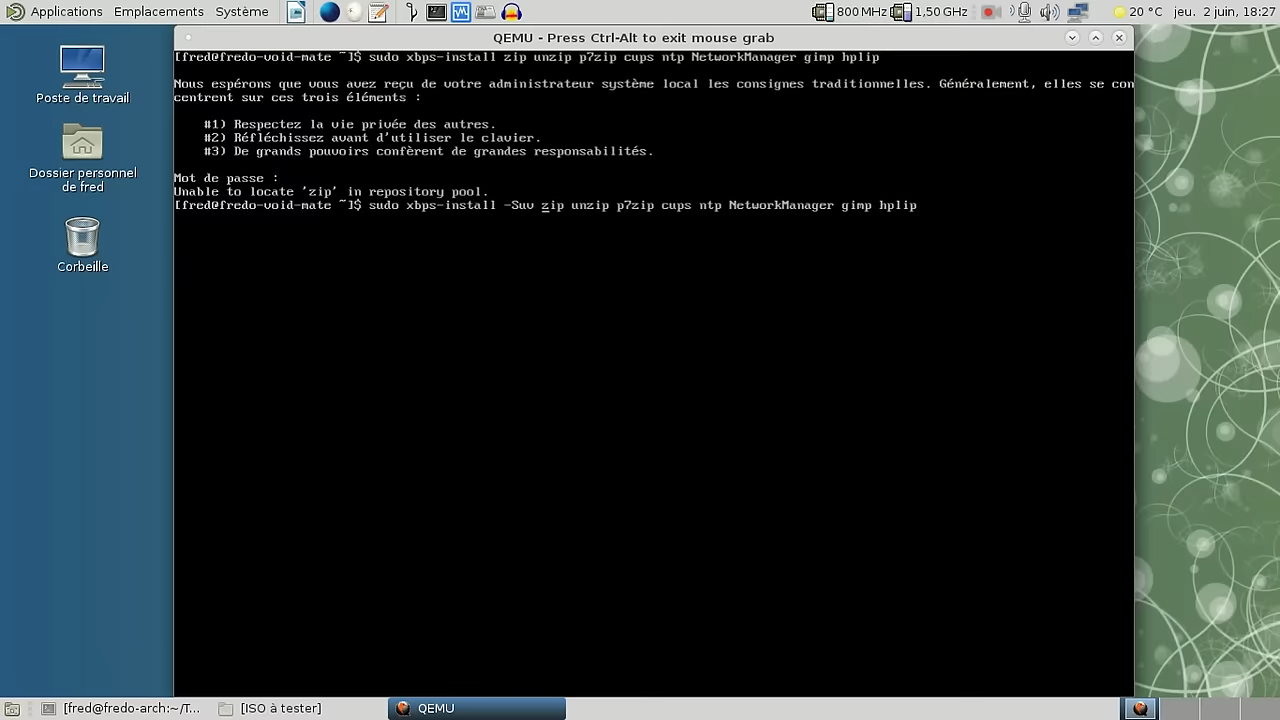 Applications Emplacements Système 800 MHz 1,50 GHz 20 °C jeu. 2 juin, 18:27
QEMU - Press Ctrl-Alt to exit mouse grab
[fred@fredo-void-mate ~]$ sudo xbps-install zip unzip p7zip cups ntp NetworkManager gimp hplip
Nous espérons que vous avez reçu de votre administrateur système local les consignes traditionnelles. Généralement, elles se con
centrent sur ces trois éléments :
#1) Respectez la vie privée des autres.
#2) Réfléchissez avant d'utiliser le clavier.
#3) De grands pouvoirs confèrent de grandes responsabilités.
Mot de passe :
Unable to locate 'zip' in repository pool.
[fred@fredo-void-mate ~]$ sudo xbps-install -Suv zip unzip p7zip cups ntp NetworkManager gimp hplip
Poste de travail
Dossier personnel
de fred
Corbeille
[fred@fredo-arch:~/T... [ISO à tester] QEMU